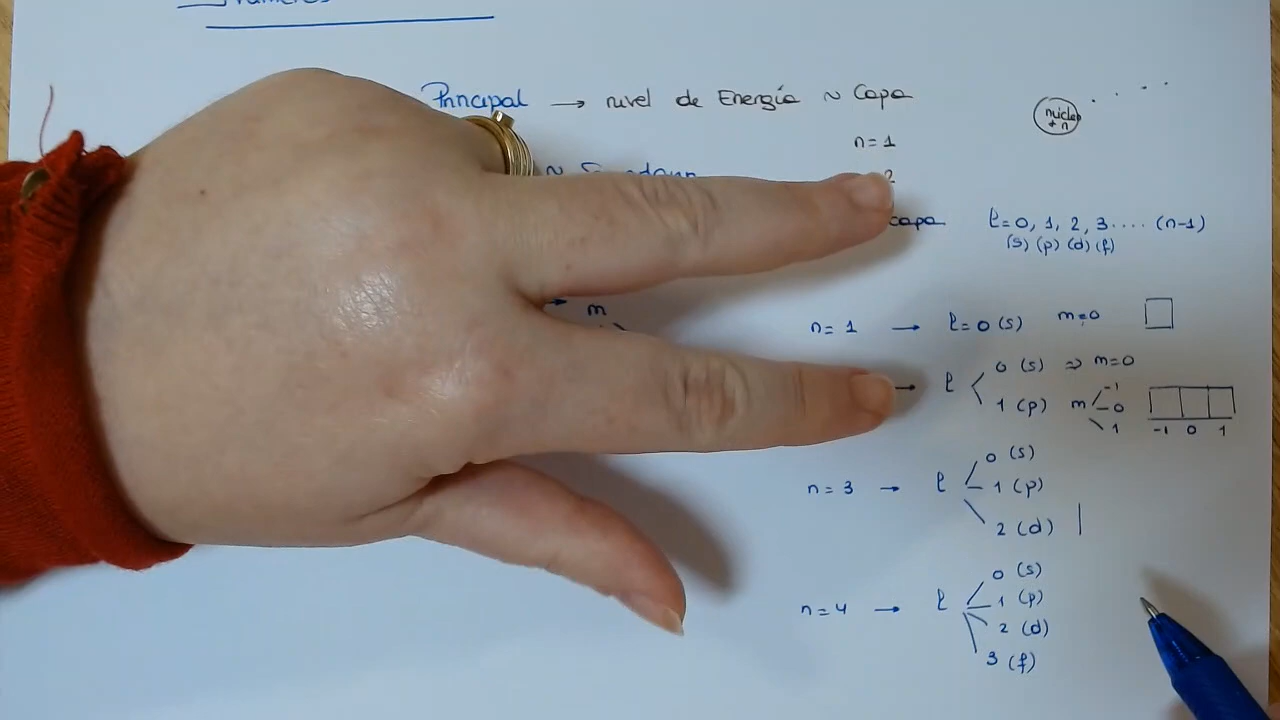 Principal → nivel de Energía ~ Capa
núcleo
+ n
n = 1
2
capa l = 0, 1, 2, 3 .... (n-1)
(s) (p) (d) (f)
m
n = 1 → l = 0 (s) m = 0
→ l 0 (s) ⇒ m = 0
1 (p) m -1 0 1
-1 0 1
n = 3 → l 0 (s)
1 (p)
2 (d)
n = 4 → l 0 (s)
1 (p)
2 (d)
3 (f)